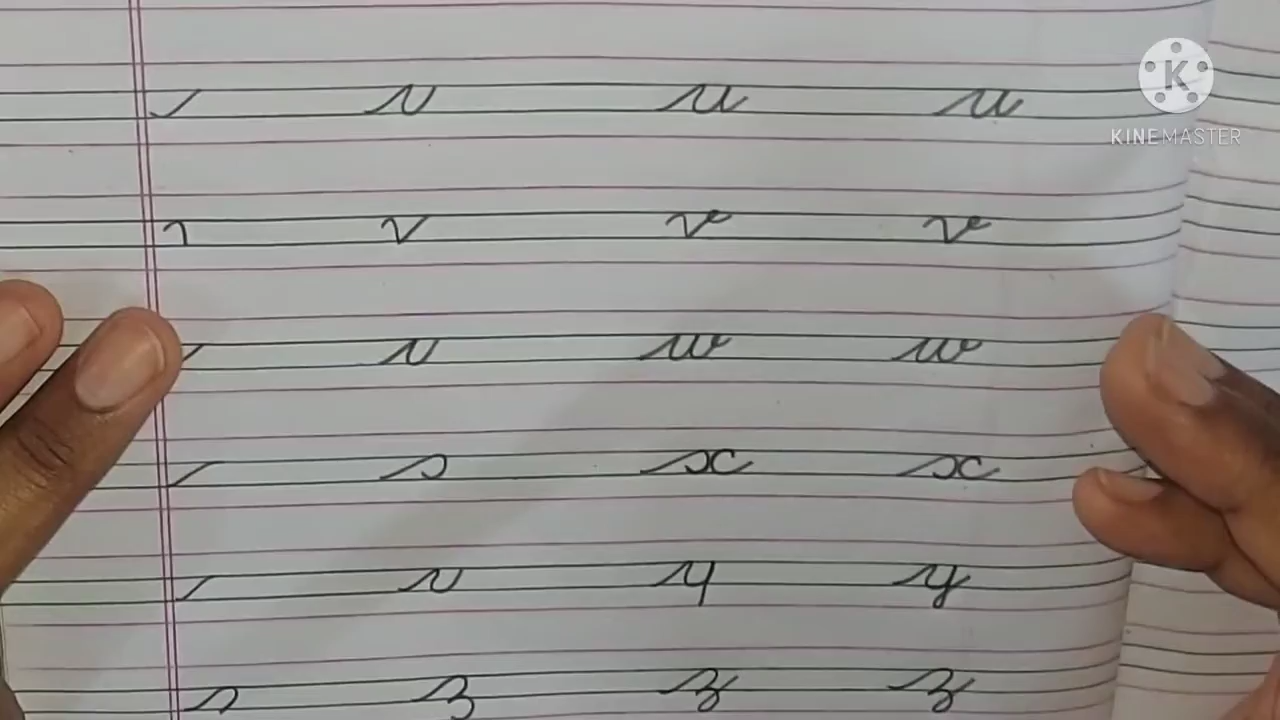 u u
KINEMASTER
v v
w w
x x
y y
z z